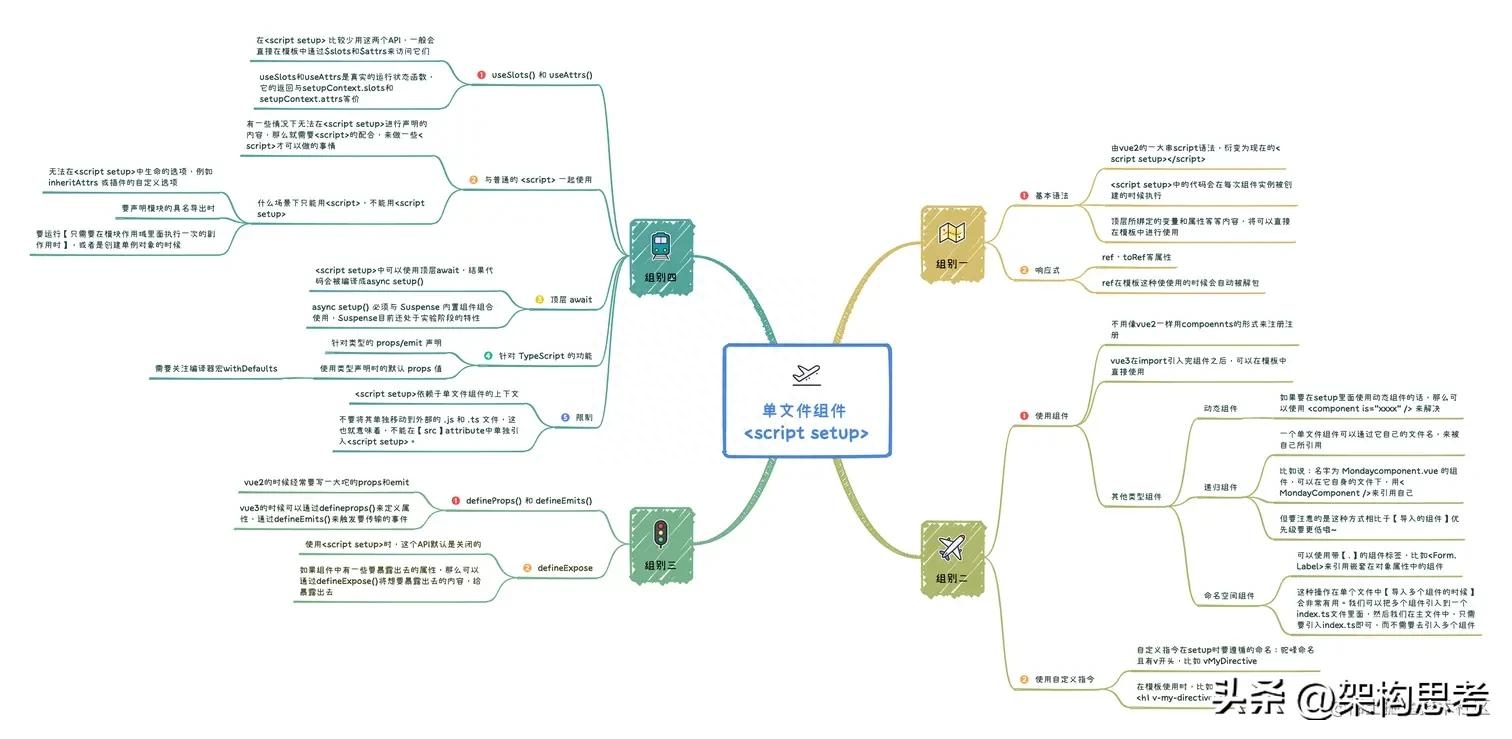 单文件组件
<script setup>
组别一
1 基本语法
由vue2的一大串script语法，衍变为现在的<
script setup></script>
<script setup>中的代码会在每次组件实例被创
建的时候执行
顶层所绑定的变量和属性等等内容，将可以直接
在模板中进行使用
2 响应式
ref、toRef等属性
ref在模板这种使使用的时候会自动被解包
组别二
1 使用组件
不用像vue2一样用compoennts的形式来注册注
册
vue3在import引入完组件之后，可以在模板中
直接使用
其他类型组件
动态组件
如果要在setup里面使用动态组件的话，那么可
以使用 <component is="xxxx" /> 来解决
递归组件
一个单文件组件可以通过它自己的文件名，来被
自己所引用
比如说：名字为 Mondaycomponent.vue 的组
件，可以在它自身的文件下，用<
MondayComponent />来引用自己
但要注意的是这种方式相比于【导入的组件】优
先级要更低哦~
命名空间组件
可以使用带【.】的组件标签，比如<Form.
Label>来引用嵌套在对象属性中的组件
这种操作在单个文件中【导入多个组件的时候】
会非常有用。我们可以把多个组件引入到一个
index.ts文件里面，然后我们在主文件中，只需
要引入index.ts即可，而不需要去引入多个组件
2 使用自定义指令
自定义指令在setup时要遵循的命名：驼峰命名
且有v开头，比如 vMyDirective
在模板使用时，比如
<h1 v-my-directive
组别三
1 defineProps() 和 defineEmits()
vue2的时候经常要写一大坨的props和emit
vue3的时候可以通过defineprops()来定义属
性，通过defineEmits()来触发要传输的事件
2 defineExpose
使用<script setup>时，这个API默认是关闭的
如果组件中有一些要暴露出去的属性，那么可以
通过defineExpose()将想要暴露出去的内容，给
暴露出去
组别四
1 useSlots() 和 useAttrs()
在<script setup> 比较少用这两个API，一般会
直接在模板中通过$slots和$attrs来访问它们
useSlots和useAttrs是真实的运行状态函数，
它的返回与setupContext.slots和
setupContext.attrs等价
2 与普通的 <script> 一起使用
有一些情况下无法在<script setup>进行声明的
内容，那么就需要<script>的配合，来做一些<
script>才可以做的事情
什么场景下只能用<script>，不能用<script
setup>
无法在<script setup>中生命的选项，例如
inheritAttrs 或插件的自定义选项
要声明模块的具名导出时
要运行【只需要在模块作用域里面执行一次的副
作用时】，或者是创建单例对象的时候
3 顶层 await
<script setup>中可以使用顶层await，结果代
码会被编译成async setup()
async setup() 必须与 Suspense 内置组件组合
使用，Suspense目前还处于实验阶段的特性
4 针对 TypeScript 的功能
针对类型的 props/emit 声明
使用类型声明时的默认 props 值
需要关注编译器宏withDefaults
5 限制
<script setup>依赖于单文件组件的上下文
不要将其单独移动到外部的 .js 和 .ts 文件，这
也就意味着，不能在【src】attribute中单独引
入<script setup>。
头条 @架构思考